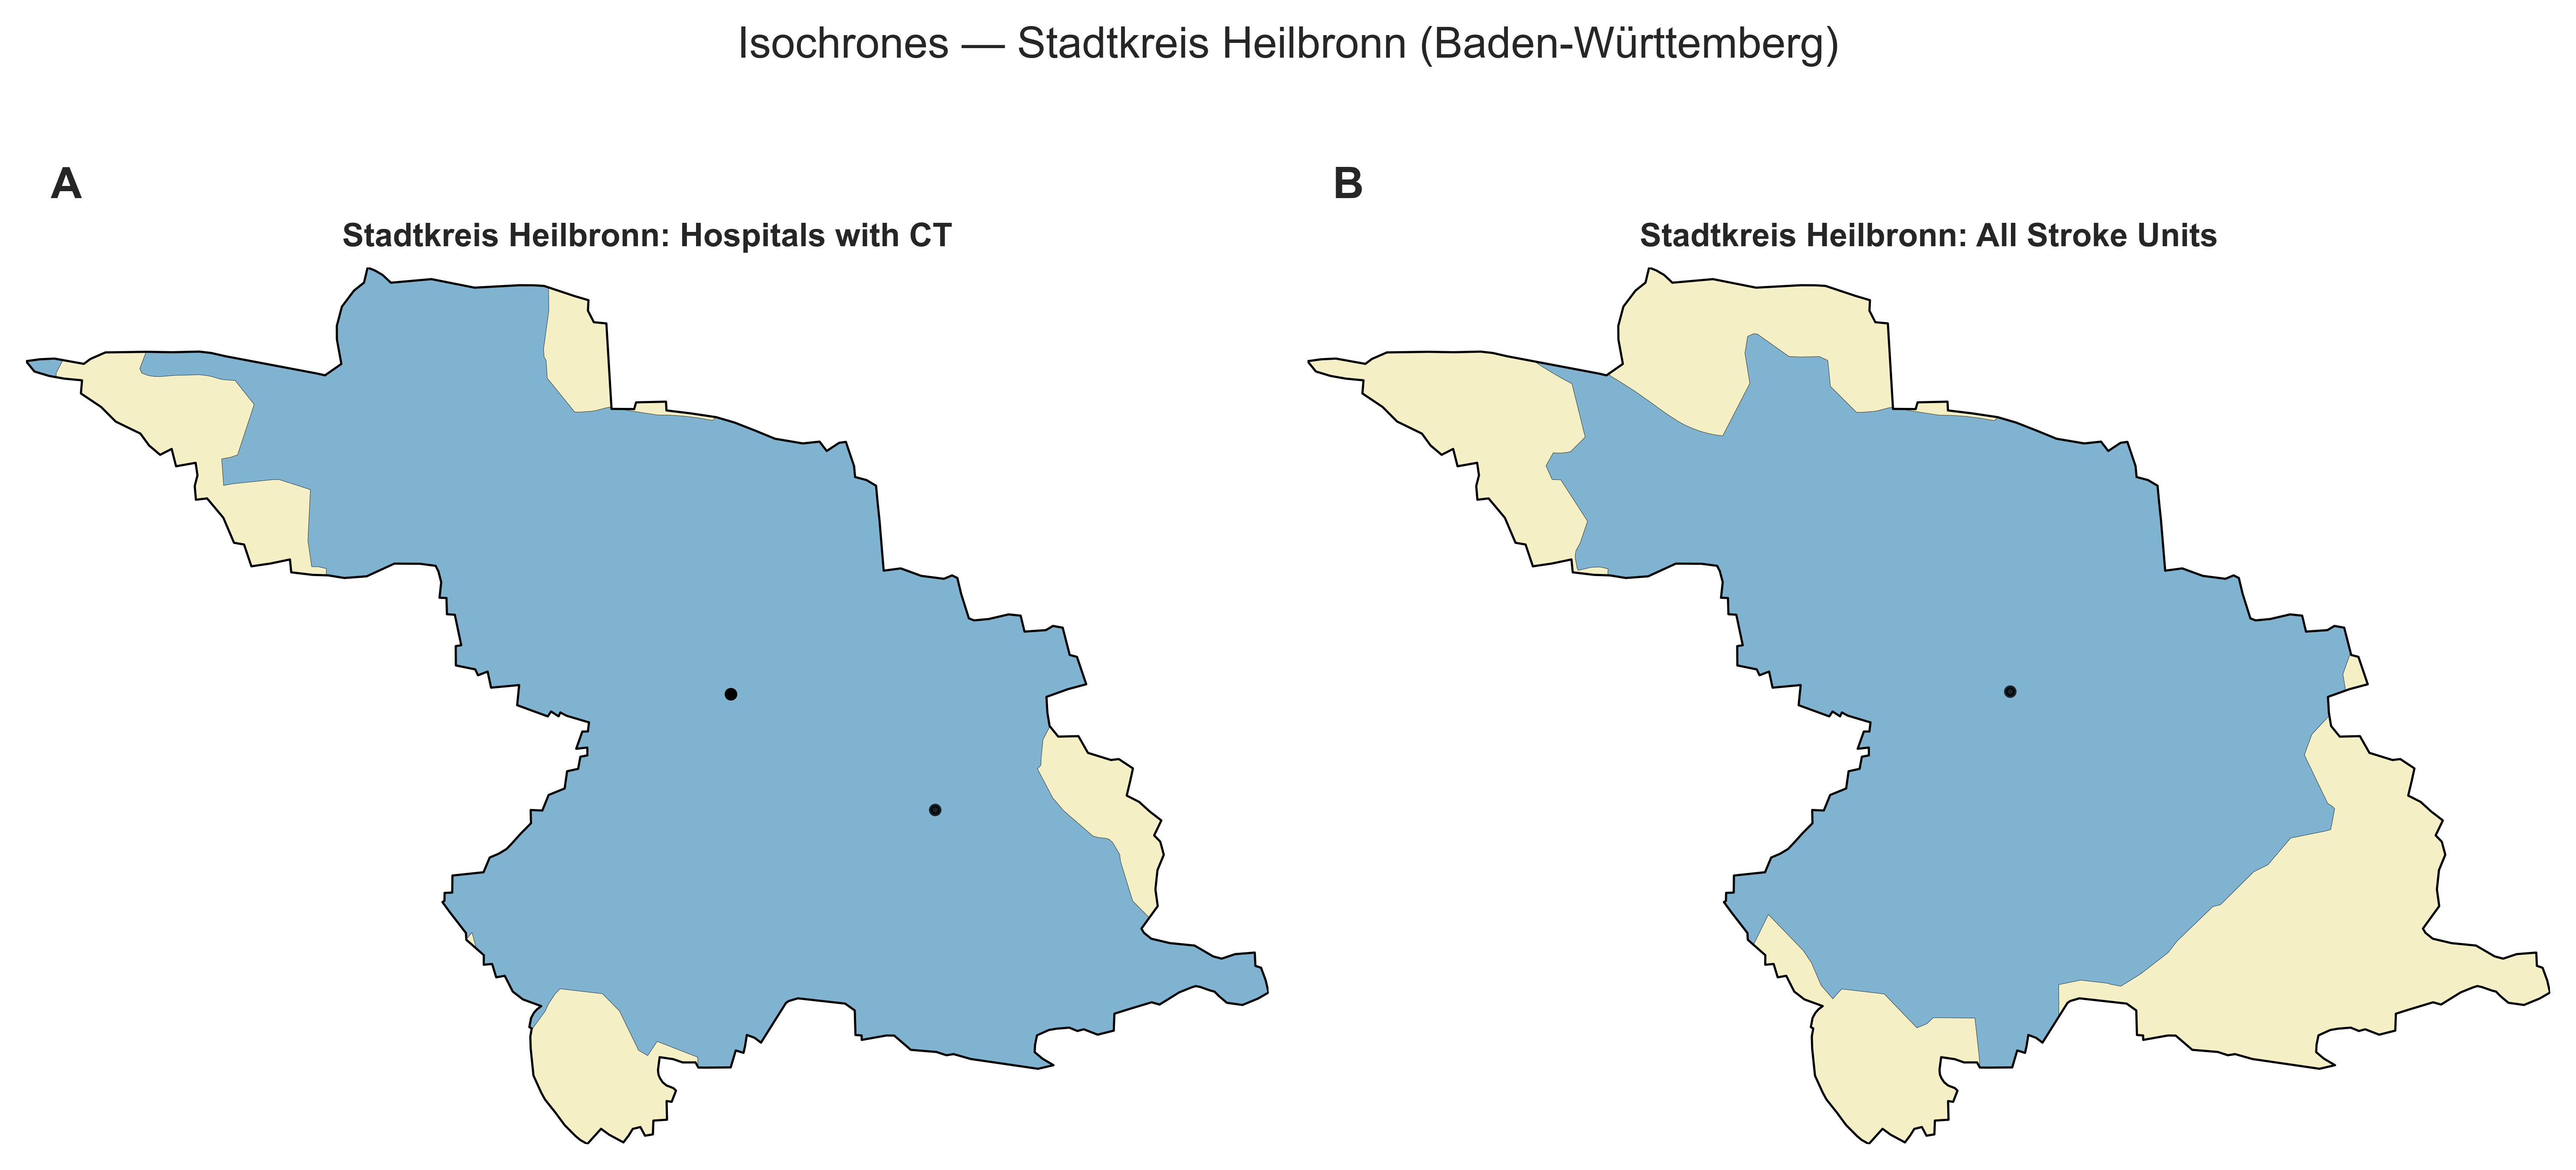 Isochrones — Stadtkreis Heilbronn (Baden-Württemberg)
A
B
Stadtkreis Heilbronn: Hospitals with CT
Stadtkreis Heilbronn: All Stroke Units